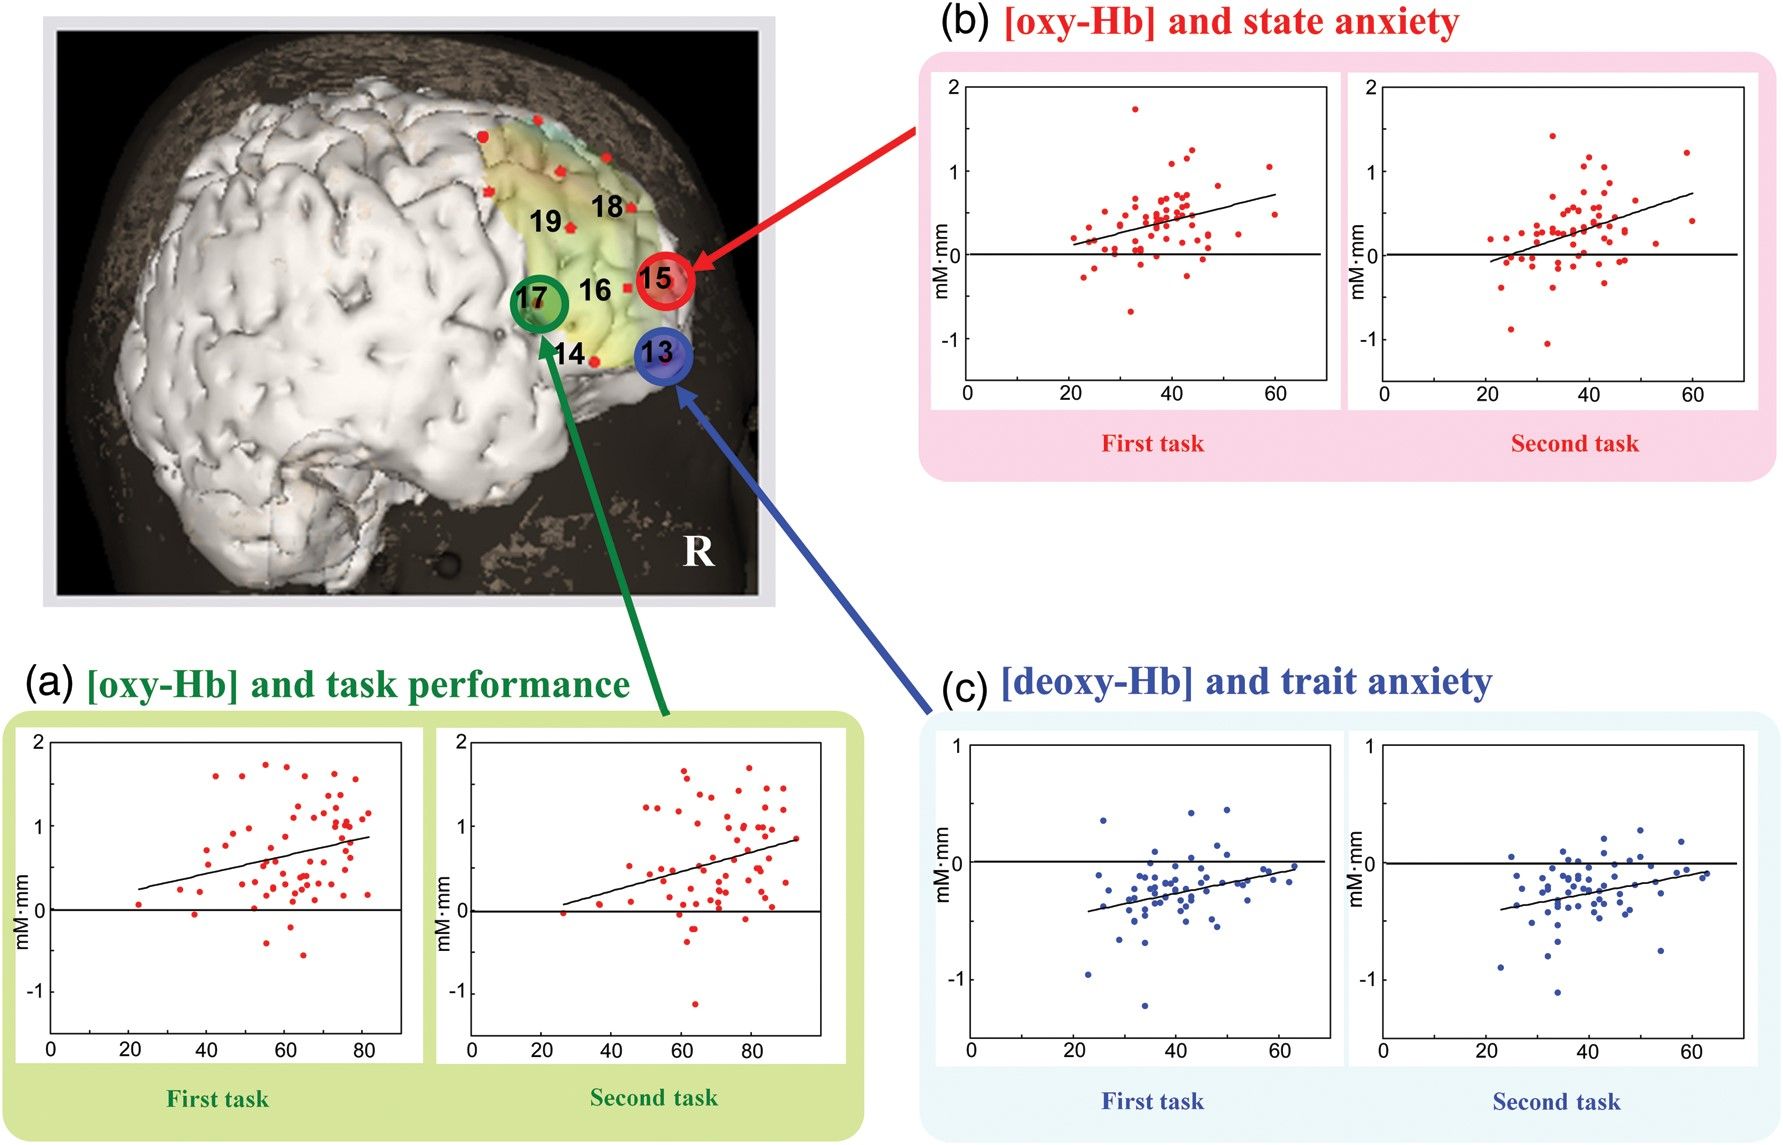 (b) [oxy-Hb] and state anxiety
2
1
0
-1
mM·mm
0 20 40 60
First task
2
1
0
-1
mM·mm
0 20 40 60
Second task
18
19
15
16
17
14
13
R
(a) [oxy-Hb] and task performance
2
1
0
-1
mM·mm
0 20 40 60 80
First task
2
1
0
-1
mM·mm
0 20 40 60 80
Second task
(c) [deoxy-Hb] and trait anxiety
1
0
-1
mM·mm
0 20 40 60
First task
1
0
-1
mM·mm
0 20 40 60
Second task